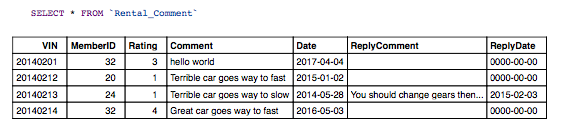 SELECT * FROM `Rental_Comment`
VIN MemberID Rating Comment Date ReplyComment ReplyDate
20140201 32 3 hello world 2017-04-04 0000-00-00
20140212 20 1 Terrible car goes way to fast 2015-01-02 0000-00-00
20140213 24 1 Terrible car goes way to slow 2014-05-28 You should change gears then... 2015-02-03
20140214 32 4 Great car goes way to fast 2016-05-03 0000-00-00